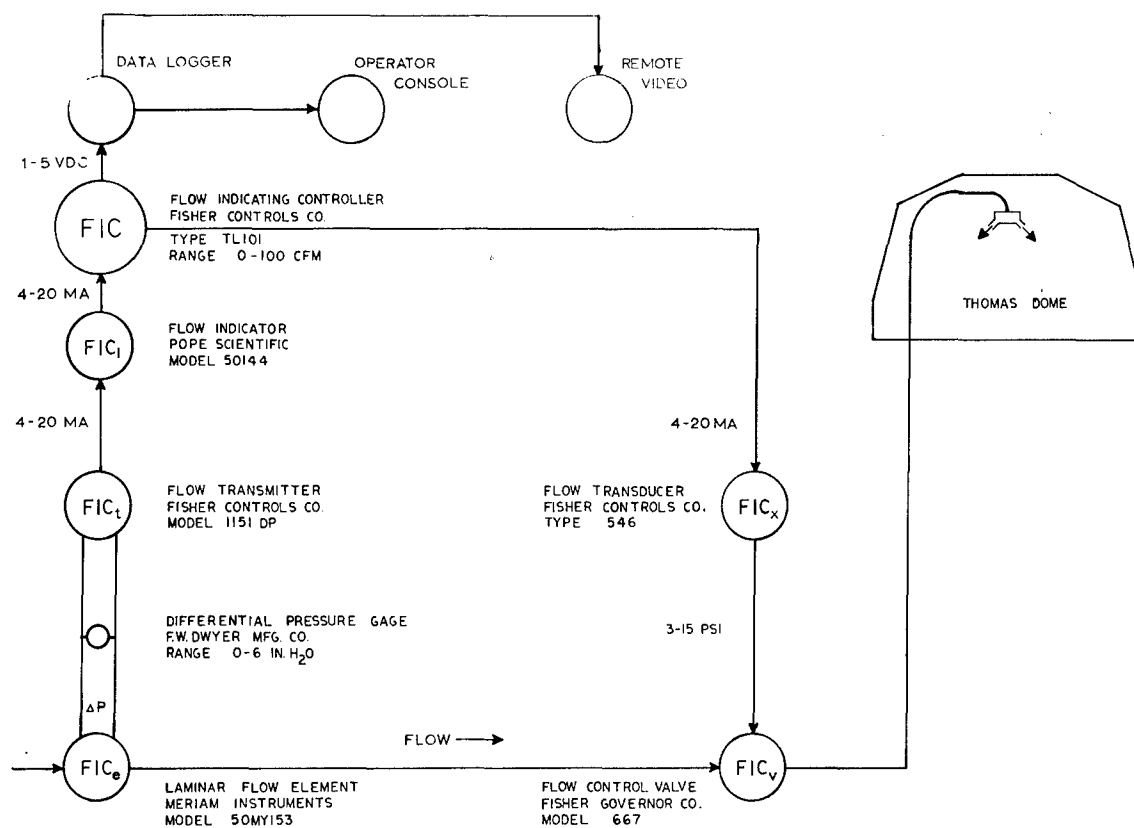 DATA LOGGER
OPERATOR
CONSOLE
REMOTE
VIDEO
1-5 VDC
FIC
FLOW INDICATING CONTROLLER
FISHER CONTROLS CO.
TYPE TL101
RANGE 0-100 CFM
4-20 MA
FICI
FLOW INDICATOR
POPE SCIENTIFIC
MODEL 50144
4-20 MA
FICt
FLOW TRANSMITTER
FISHER CONTROLS CO.
MODEL 1151 DP
DIFFERENTIAL PRESSURE GAGE
F.W. DWYER MFG. CO.
RANGE 0-6 IN. H2O
ΔP
FICe
LAMINAR FLOW ELEMENT
MERIAM INSTRUMENTS
MODEL 50MY153
FLOW
4-20 MA
FLOW TRANSDUCER
FISHER CONTROLS CO.
TYPE 546
FICx
3-15 PSI
FLOW CONTROL VALVE
FISHER GOVERNOR CO.
MODEL 667
FICv
THOMAS DOME